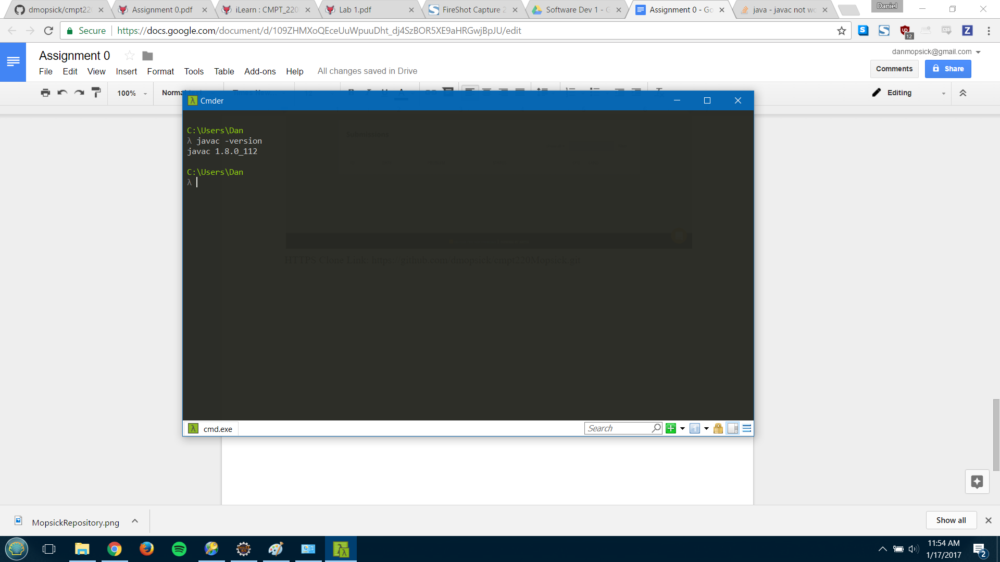 dmopsick/cmpt22
Assignment 0.pdf
iLearn : CMPT_220
Lab 1.pdf
FireShot Capture 2
Software Dev 1 - G
Assignment 0 - Go
java - javac not wo
Daniel
Secure
https://docs.google.com/document/d/109ZHMXoQEceUuWpuuDht_dj4SzBOR5XE9aHRGwjBpJU/edit
12
Assignment 0
danmopsick@gmail.com
File Edit View Insert Format Tools Table Add-ons Help All changes saved in Drive
Comments
Share
100%
Editing
Cmder
C:\Users\Dan
λ javac -version
javac 1.8.0_112
C:\Users\Dan
λ
Submissions
HTTPS Clone Link: https://github.com/dmopsick/cmpt220Mopsick.git
cmd.exe
Search
MopsickRepository.png
Show all
11:54 AM
1/17/2017
2